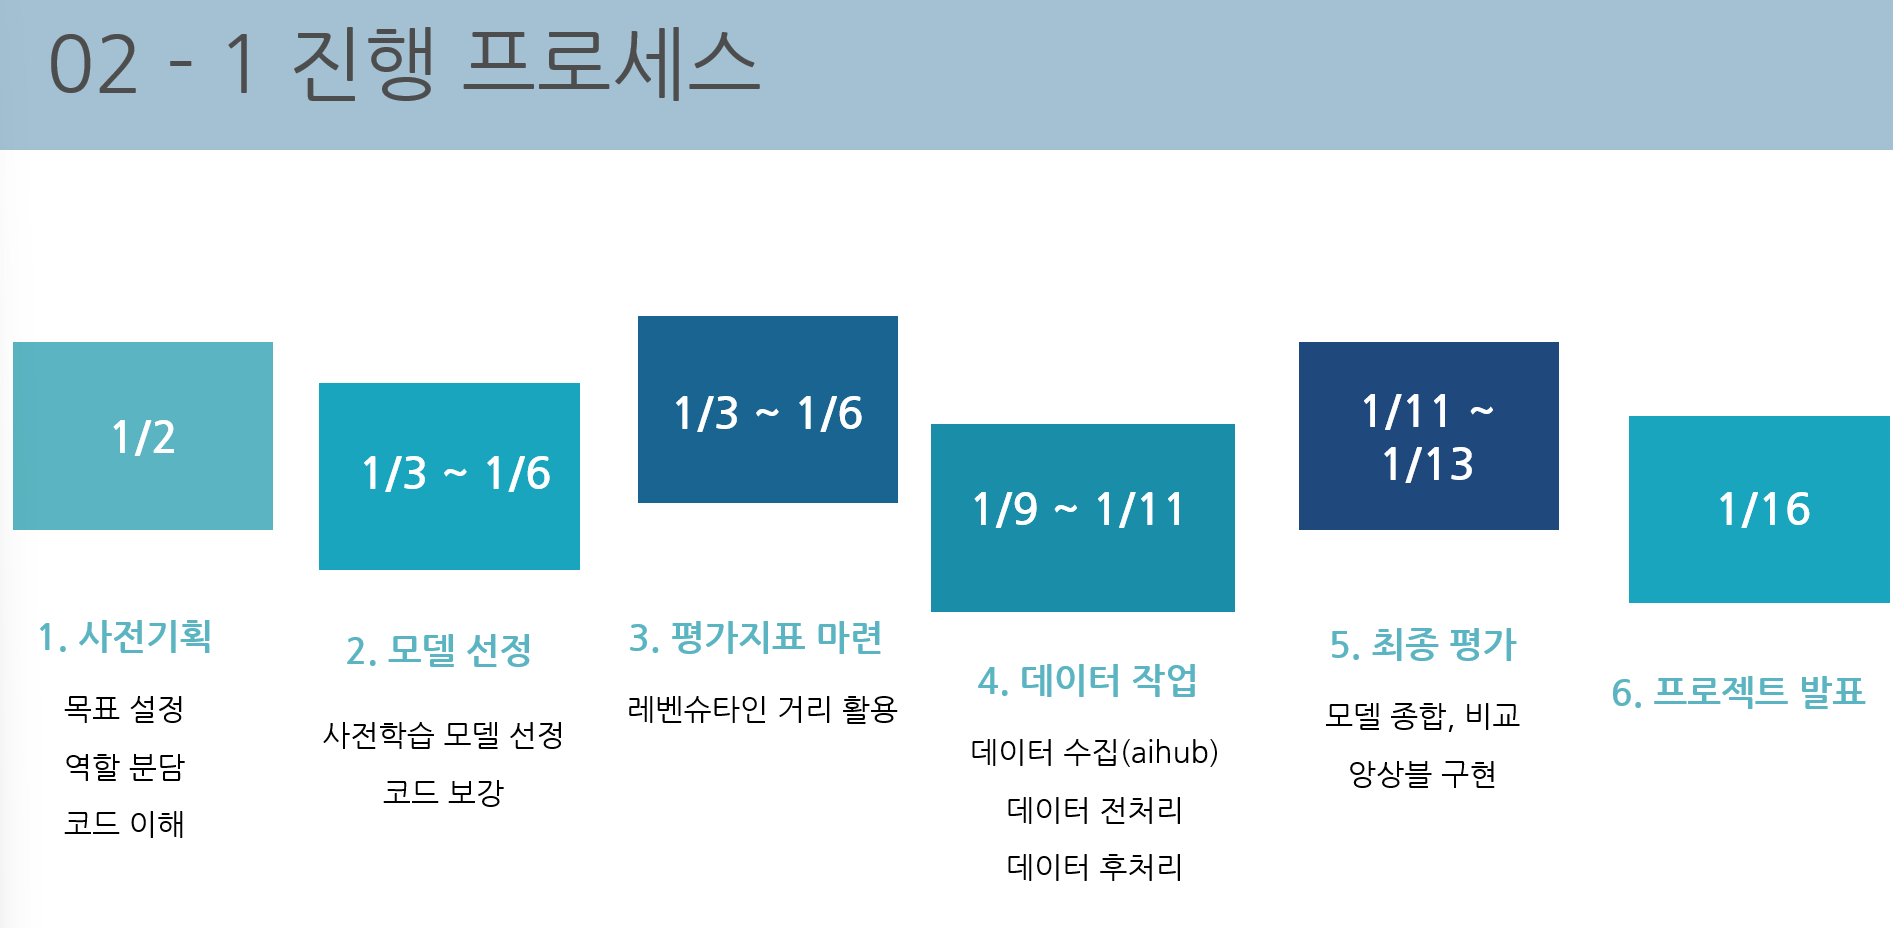 02 - 1 진행 프로세스
1/2
1. 사전기획
목표 설정
역할 분담
코드 이해
1/3 ~ 1/6
2. 모델 선정
사전학습 모델 선정
코드 보강
1/3 ~ 1/6
3. 평가지표 마련
레벤슈타인 거리 활용
1/9 ~ 1/11
4. 데이터 작업
데이터 수집(aihub)
데이터 전처리
데이터 후처리
1/11 ~
1/13
5. 최종 평가
모델 종합, 비교
앙상블 구현
1/16
6. 프로젝트 발표